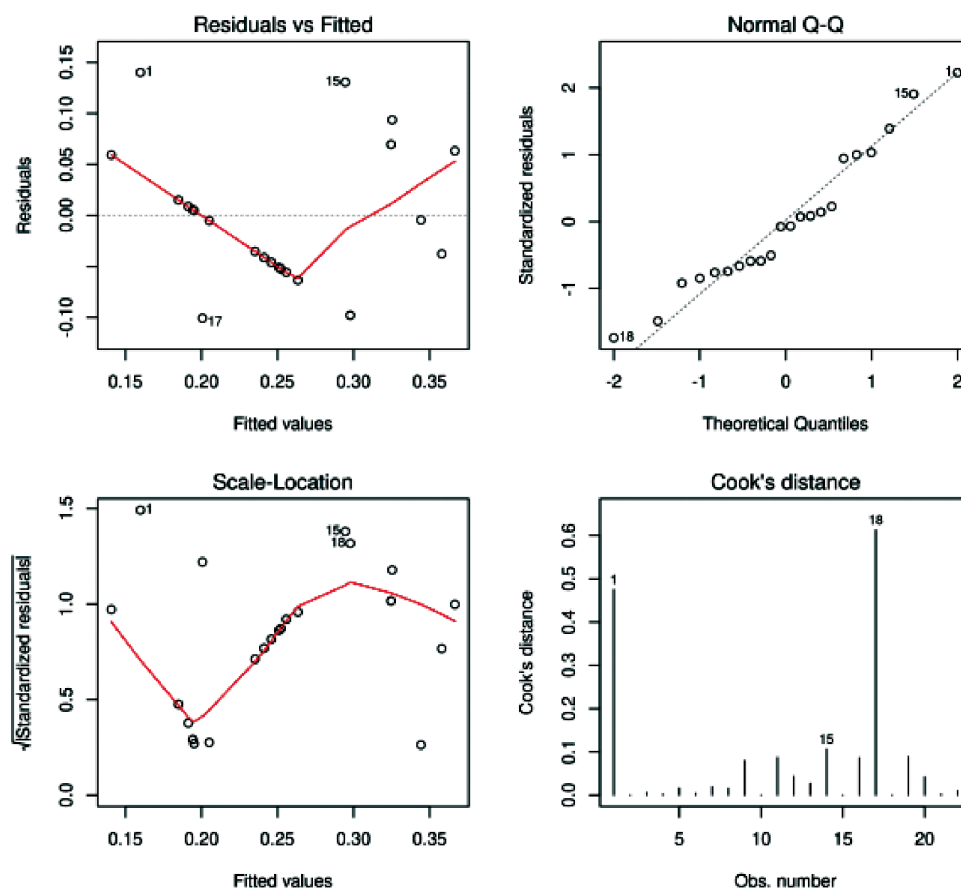 Residuals vs Fitted
Residuals
0.15
0.10
0.05
0.00
-0.10
1
15
17
0.15 0.20 0.25 0.30 0.35
Fitted values
Normal Q-Q
Standardized residuals
2
1
0
-1
1
15
18
-2 -1 0 1 2
Theoretical Quantiles
Scale-Location
√|Standardized residuals|
1.5
1.0
0.5
0.0
1
15
18
0.15 0.20 0.25 0.30 0.35
Fitted values
Cook's distance
Cook's distance
0.6
0.5
0.4
0.3
0.2
0.1
0.0
1
18
15
5 10 15 20
Obs. number